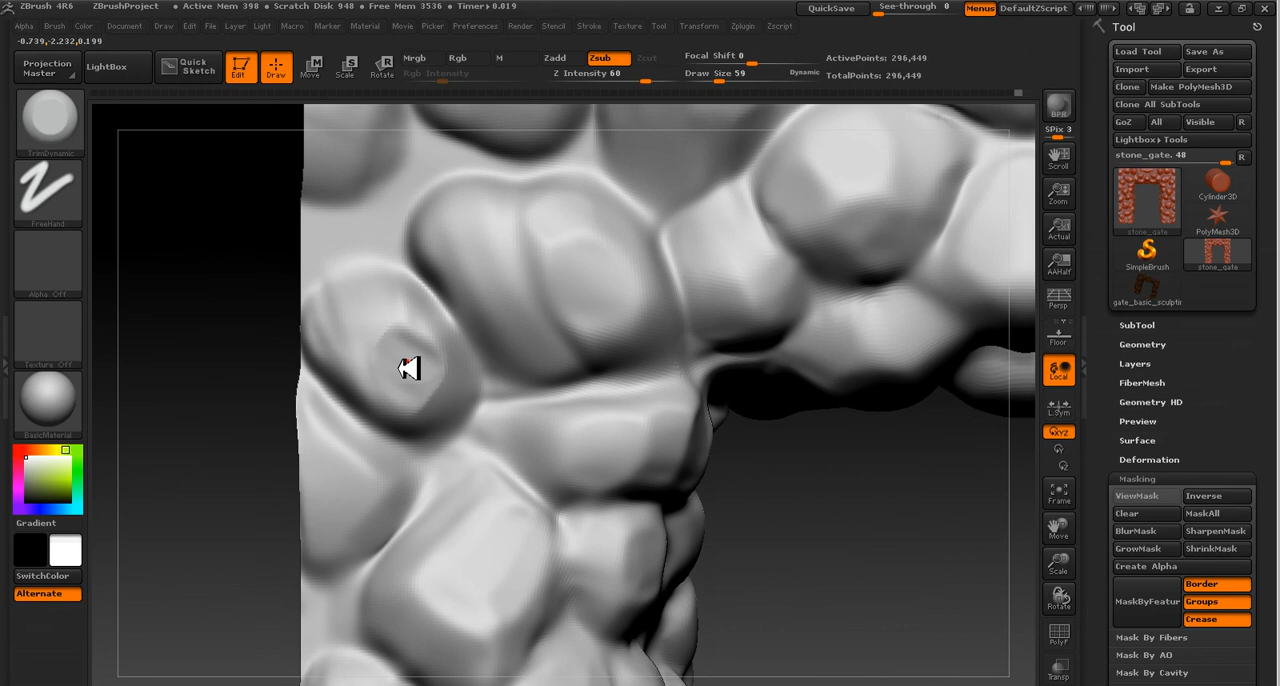 ZBrush 4R6 ZBrushProject • Active Mem 398 • Scratch Disk 948 • Free Mem 3536 • Timer▸0.019 QuickSave See-through 0 Menus DefaultZScript
Alpha Brush Color Document Draw Edit File Layer Light Macro Marker Material Movie Picker Preferences Render Stencil Stroke Texture Tool Transform Zplugin Zscript
-0.739,-2.232,0.199
Projection Master
LightBox
Quick Sketch
Edit
Draw
Move
Scale
Rotate
Mrgb Rgb M
Rgb Intensity
Zadd Zsub Zcut
Z Intensity 60
Focal Shift 0
Draw Size 59 Dynamic
ActivePoints: 296,449
TotalPoints: 296,449
TrimDynamic
FreeHand
Alpha Off
Texture Off
BasicMaterial
Gradient
SwitchColor
Alternate
BPR
SPix 3
Scroll
Zoom
Actual
AAHalf
Persp
Floor
Local
L.Sym
XYZ
Frame
Move
Scale
Rotate
PolyF
Transp
Tool
Load Tool Save As
Import Export
Clone Make PolyMesh3D
Clone All SubTools
GoZ All Visible R
Lightbox▸Tools
stone_gate. 48 R
stone_gate
Cylinder3D
PolyMesh3D
SimpleBrush
stone_gate
gate_basic_sculptir
SubTool
Geometry
Layers
FiberMesh
Geometry HD
Preview
Surface
Deformation
Masking
ViewMask Inverse
Clear MaskAll
BlurMask SharpenMask
GrowMask ShrinkMask
Create Alpha
MaskByFeatur
Border
Groups
Crease
Mask By Fibers
Mask By AO
Mask By Cavity